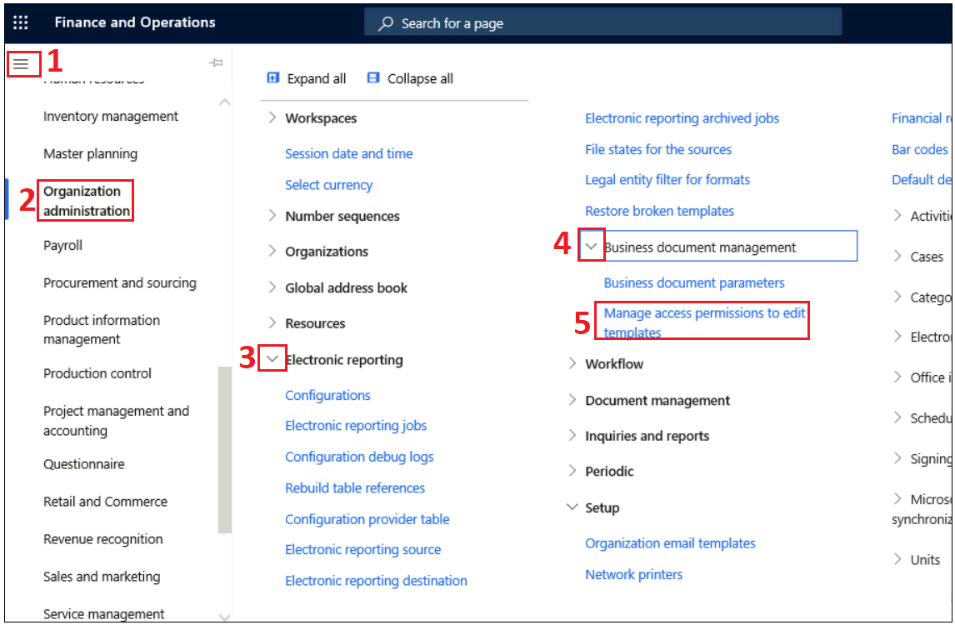 Finance and Operations
Search for a page
1
Human resources
Inventory management
Master planning
2
Organization
administration
Payroll
Procurement and sourcing
Product information
management
Production control
Project management and
accounting
Questionnaire
Retail and Commerce
Revenue recognition
Sales and marketing
Service management
Expand all
Collapse all
Workspaces
Session date and time
Select currency
Number sequences
Organizations
Global address book
Resources
3
Electronic reporting
Configurations
Electronic reporting jobs
Configuration debug logs
Rebuild table references
Configuration provider table
Electronic reporting source
Electronic reporting destination
Electronic reporting archived jobs
File states for the sources
Legal entity filter for formats
Restore broken templates
4
Business document management
Business document parameters
5
Manage access permissions to edit
templates
Workflow
Document management
Inquiries and reports
Periodic
Setup
Organization email templates
Network printers
Financial r
Bar codes
Default de
Activiti
Cases
Catego
Electro
Office i
Schedu
Signing
Micros
synchroniz
Units